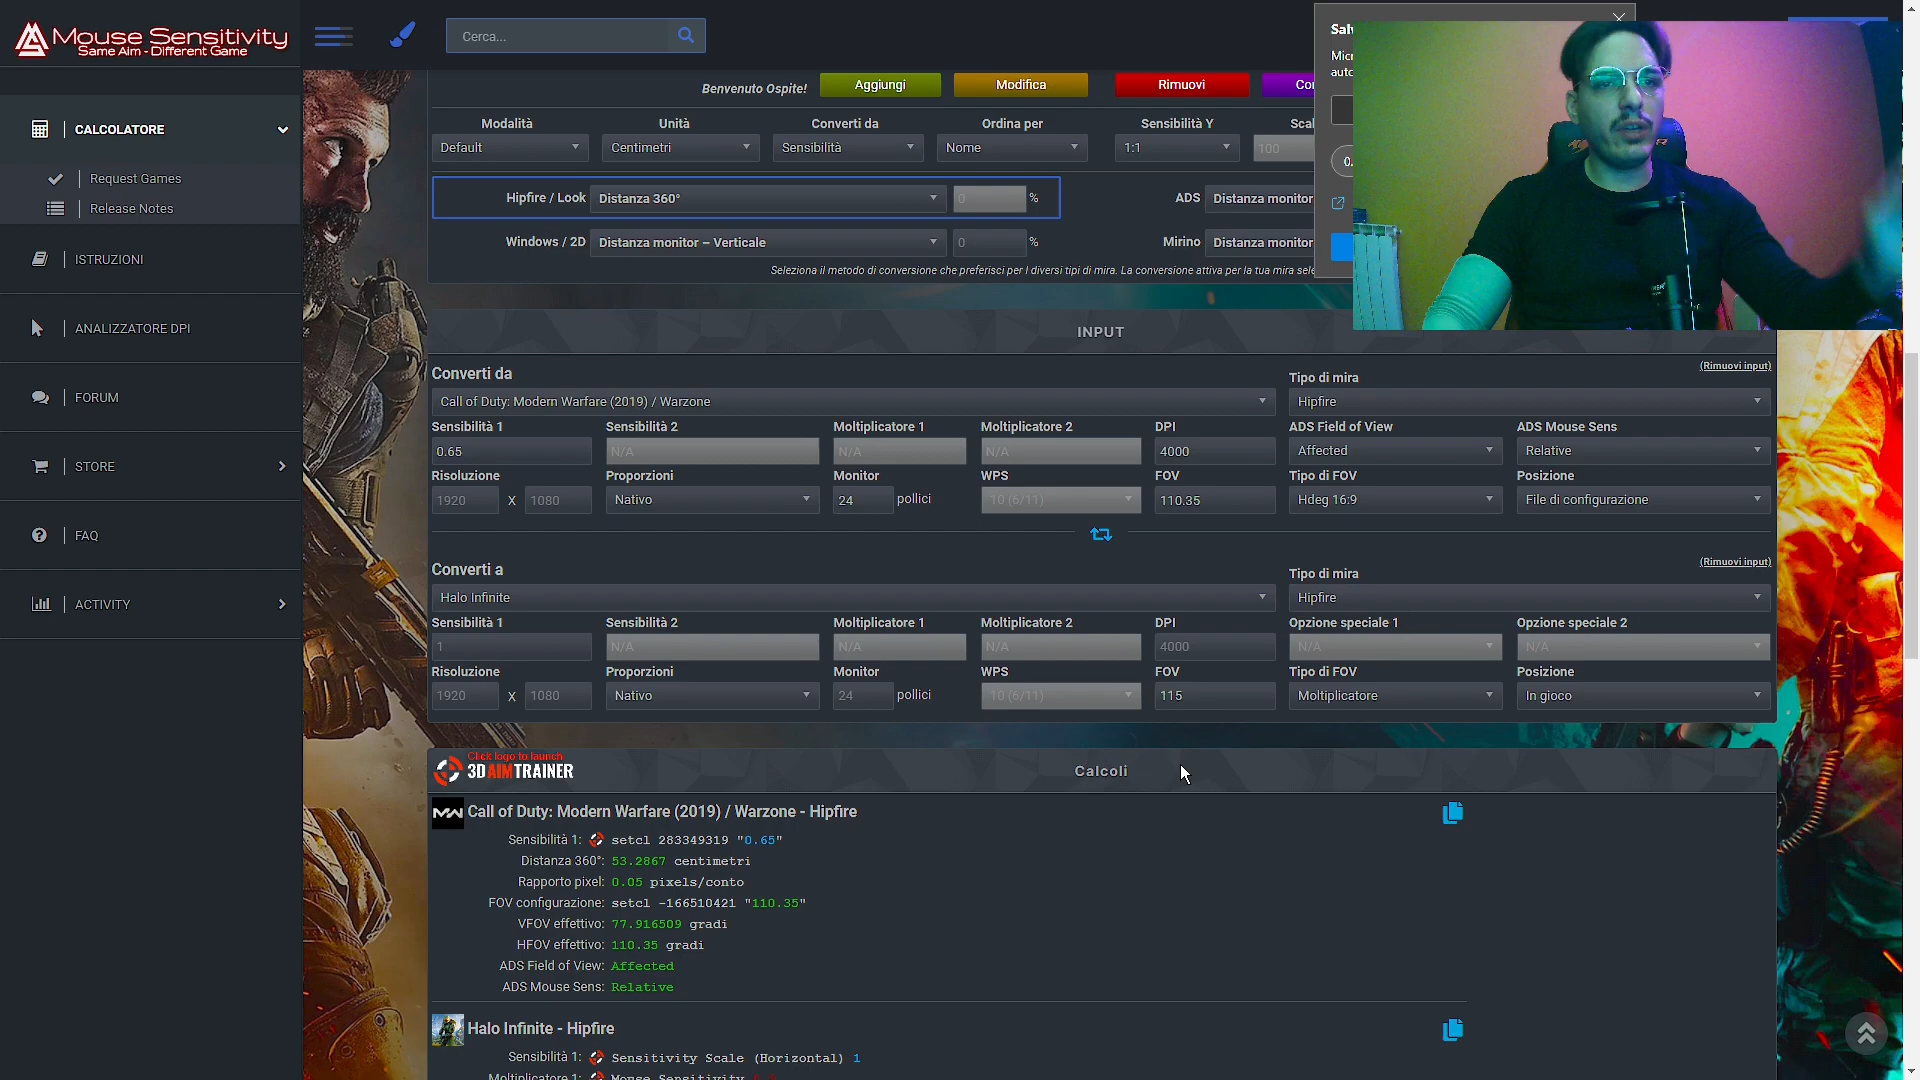 Mouse Sensitivity
Same Aim - Different Game
Cerca...
CALCOLATORE
Request Games
Release Notes
ISTRUZIONI
ANALIZZATORE DPI
FORUM
STORE
FAQ
ACTIVITY
Benvenuto Ospite! Aggiungi Modifica Rimuovi
Modalità Unità Converti da Ordina per Sensibilità Y
Default Centimetri Sensibilità Nome 1:1 100
Hipfire / Look Distanza 360° 0 % ADS Distanza monitor
Windows / 2D Distanza monitor – Verticale 0 % Mirino Distanza monitor
Seleziona il metodo di conversione che preferisci per I diversi tipi di mira. La conversione attiva per la tua mira
0.
INPUT
(Rimuovi input)
Converti da Tipo di mira
Call of Duty: Modern Warfare (2019) / Warzone Hipfire
Sensibilità 1 Sensibilità 2 Moltiplicatore 1 Moltiplicatore 2 DPI ADS Field of View ADS Mouse Sens
0.65 N/A N/A N/A 4000 Affected Relative
Risoluzione Proporzioni Monitor WPS FOV Tipo di FOV Posizione
1920 X 1080 Nativo 24 pollici 10 (6/11) 110.35 Hdeg 16:9 File di configurazione
(Rimuovi input)
Converti a Tipo di mira
Halo Infinite Hipfire
Sensibilità 1 Sensibilità 2 Moltiplicatore 1 Moltiplicatore 2 DPI Opzione speciale 1 Opzione speciale 2
1 N/A N/A N/A 4000 N/A N/A
Risoluzione Proporzioni Monitor WPS FOV Tipo di FOV Posizione
1920 X 1080 Nativo 24 pollici 10 (6/11) 115 Moltiplicatore In gioco
Click logo to launch
3D AIMTRAINER
Calcoli
Call of Duty: Modern Warfare (2019) / Warzone - Hipfire
Sensibilità 1: setcl 283349319 "0.65"
Distanza 360°: 53.2867 centimetri
Rapporto pixel: 0.05 pixels/conto
FOV configurazione: setcl -166510421 "110.35"
VFOV effettivo: 77.916509 gradi
HFOV effettivo: 110.35 gradi
ADS Field of View: Affected
ADS Mouse Sens: Relative
Halo Infinite - Hipfire
Sensibilità 1: Sensitivity Scale (Horizontal) 1
Moltiplicatore 1: Mouse Sensitivity